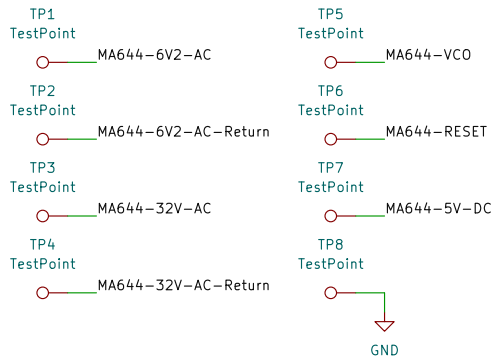 TP1
TestPoint
MA644-6V2-AC
TP2
TestPoint
MA644-6V2-AC-Return
TP3
TestPoint
MA644-32V-AC
TP4
TestPoint
MA644-32V-AC-Return
TP5
TestPoint
MA644-VCO
TP6
TestPoint
MA644-RESET
TP7
TestPoint
MA644-5V-DC
TP8
TestPoint
GND